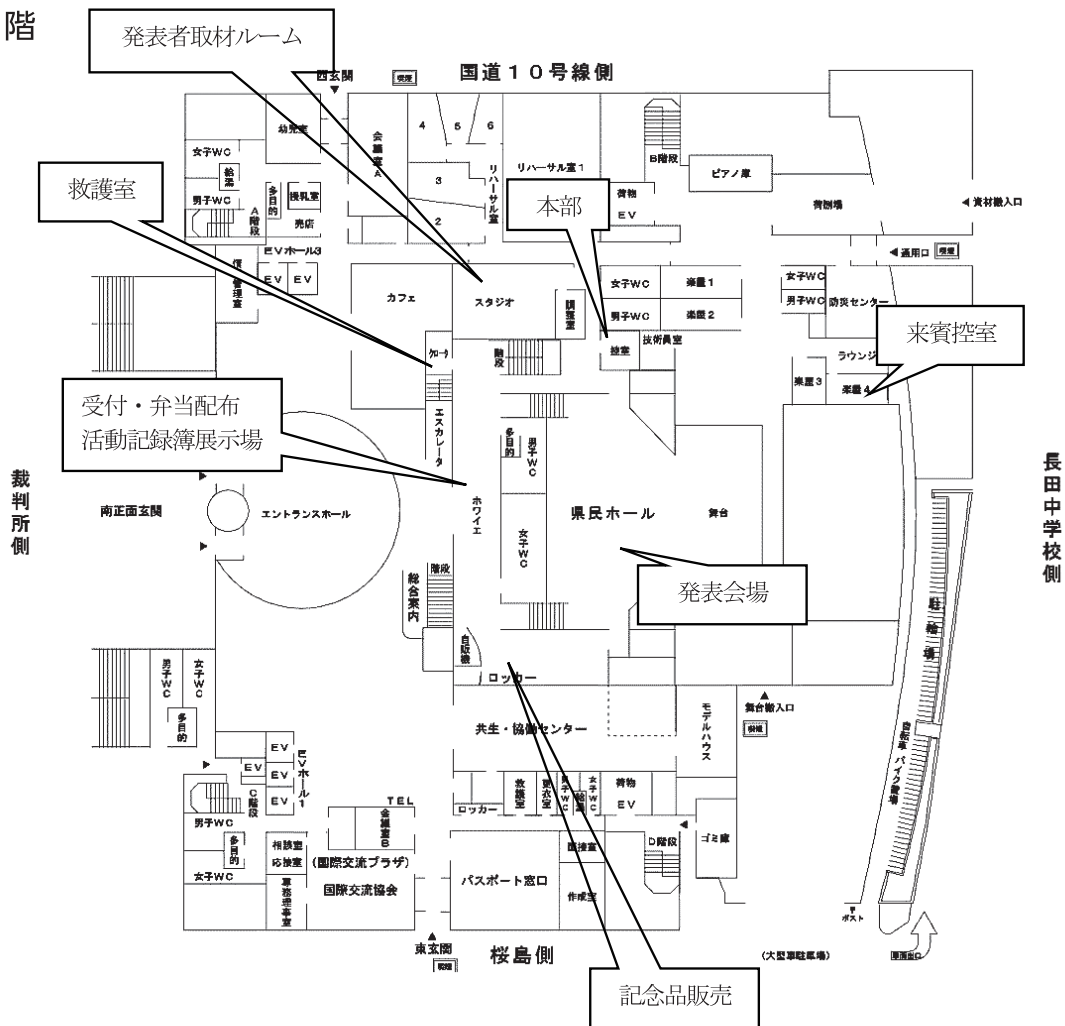 階
発表者取材ルーム
国道10号線側
西玄関
喫煙
幼児室
女子WC
給湯
男子WC
A階段
多目的
授乳室
売店
EVホール3
EV
EV
会議室A
4
5
6
3
2
リハーサル室
リハーサル室1
B階段
荷物
EV
ピアノ庫
荷捌場
資材搬入口
通用口
喫煙
救護室
本部
カフェ
スタジオ
調整室
女子WC
男子WC
楽屋1
楽屋2
控室
技術員室
女子WC
男子WC
防災センター
ラウンジ
楽屋3
楽屋4
来賓控室
クローク
階段
エスカレータ
受付・弁当配布
活動記録簿展示場
多目的
男子WC
女子WC
ホワイエ
県民ホール
舞台
裁判所側
南正面玄関
エントランスホール
長田中学校側
発表会場
階段
総合案内
自販機
ロッカー
駐輪場
自転車
バイク置場
男子WC
女子WC
多目的
共生・協働センター
モデルハウス
舞台搬入口
喫煙
EV
EV
EV
EV
EVホール1
C階段
男子WC
多目的
女子WC
相談室
応接室
専務理事室
TEL
会議室B
(国際交流プラザ)
国際交流協会
ロッカー
救護室
更衣室
男子WC
給湯
女子WC
荷物
EV
パスポート窓口
面接室
作成室
D階段
ゴミ庫
ポスト
(大型車駐車場)
東玄関
喫煙
桜島側
記念品販売